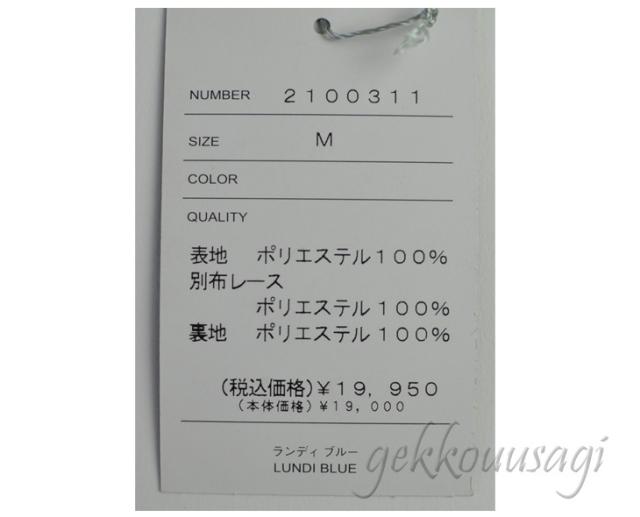 NUMBER 2100311
SIZE M
COLOR
QUALITY
表地 ポリエステル100%
別布レース
ポリエステル100%
裏地 ポリエステル100%
(税込価格)¥19,950
(本体価格)¥19,000
ランディ ブルー
LUNDI BLUE
gekkouusagi